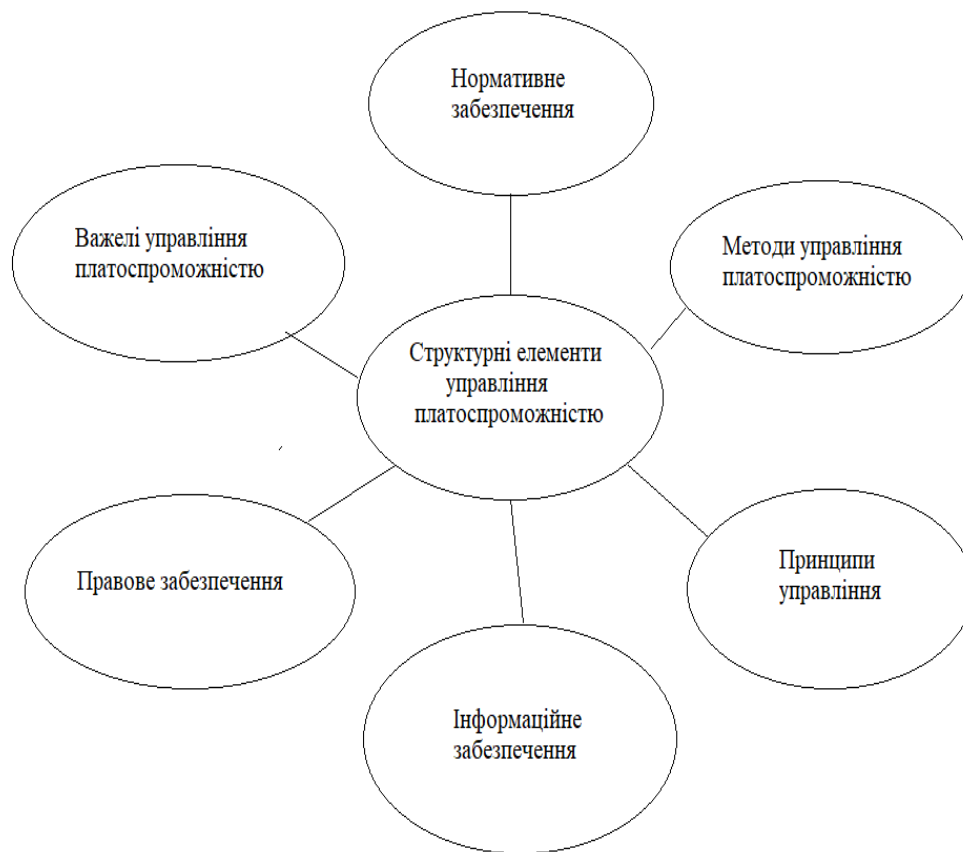 Нормативне
забезпечення
Важелі управління
платоспроможністю
Методи управління
платоспроможністю
Структурні елементи
управління
платоспроможністю
Правове забезпечення
Принципи
управління
Інформаційне
забезпечення